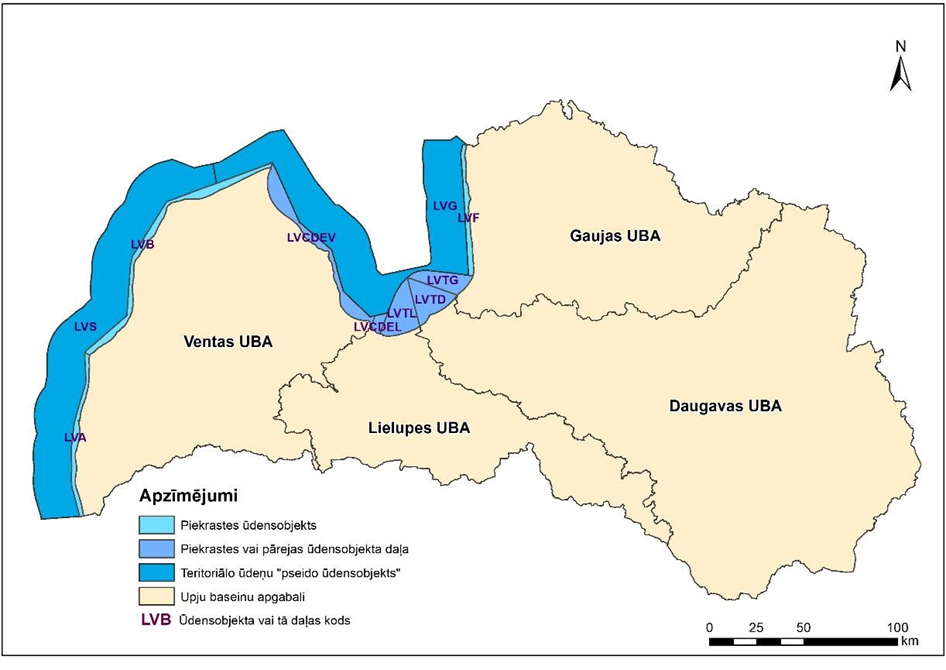 N
LVG
LVF
Gaujas UBA
LVCDEV
LVB
LVTG
LVTD
LVTL
LVS
LVCDEL
Ventas UBA
Daugavas UBA
Lielupes UBA
LVA
Apzīmējumi
Piekrastes ūdensobjekts
Piekrastes vai pārejas ūdensobjekta daļa
Teritoriālo ūdeņu "pseido ūdensobjekts"
Upju baseinu apgabali
LVB Ūdensobjekta vai tā daļas kods
0 25 50 100
km